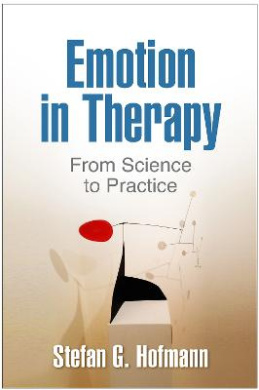 Emotion
in Therapy
From Science
to Practice
Stefan G. Hofmann